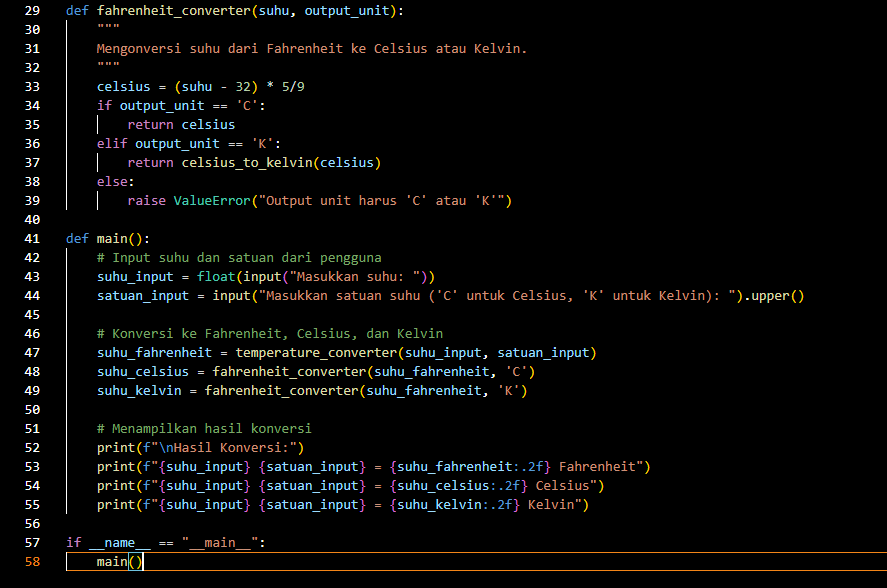 29 def fahrenheit_converter(suhu, output_unit):
30     """
31     Mengonversi suhu dari Fahrenheit ke Celsius atau Kelvin.
32     """
33     celsius = (suhu - 32) * 5/9
34     if output_unit == 'C':
35         return celsius
36     elif output_unit == 'K':
37         return celsius_to_kelvin(celsius)
38     else:
39         raise ValueError("Output unit harus 'C' atau 'K'")
40
41 def main():
42     # Input suhu dan satuan dari pengguna
43     suhu_input = float(input("Masukkan suhu: "))
44     satuan_input = input("Masukkan satuan suhu ('C' untuk Celsius, 'K' untuk Kelvin): ").upper()
45
46     # Konversi ke Fahrenheit, Celsius, dan Kelvin
47     suhu_fahrenheit = temperature_converter(suhu_input, satuan_input)
48     suhu_celsius = fahrenheit_converter(suhu_fahrenheit, 'C')
49     suhu_kelvin = fahrenheit_converter(suhu_fahrenheit, 'K')
50
51     # Menampilkan hasil konversi
52     print(f"\nHasil Konversi:")
53     print(f"{suhu_input} {satuan_input} = {suhu_fahrenheit:.2f} Fahrenheit")
54     print(f"{suhu_input} {satuan_input} = {suhu_celsius:.2f} Celsius")
55     print(f"{suhu_input} {satuan_input} = {suhu_kelvin:.2f} Kelvin")
56
57 if __name__ == "__main__":
58     main()